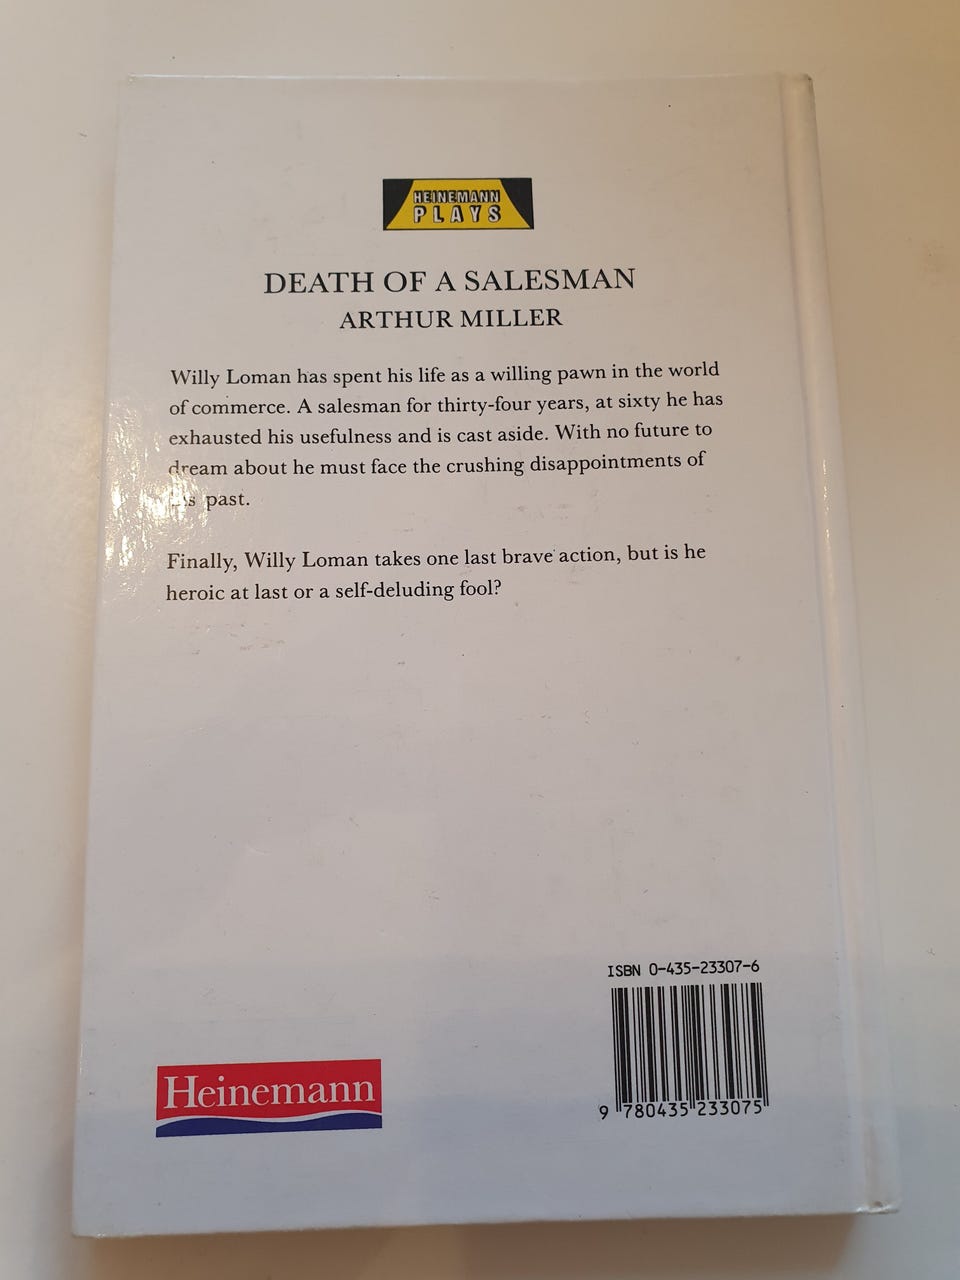 HEINEMANN
PLAYS
DEATH OF A SALESMAN
ARTHUR MILLER
Willy Loman has spent his life as a willing pawn in the world
of commerce. A salesman for thirty-four years, at sixty he has
exhausted his usefulness and is cast aside. With no future to
dream about he must face the crushing disappointments of
his past.
Finally, Willy Loman takes one last brave action, but is he
heroic at last or a self-deluding fool?
ISBN 0-435-23307-6
9 780435 233075
Heinemann